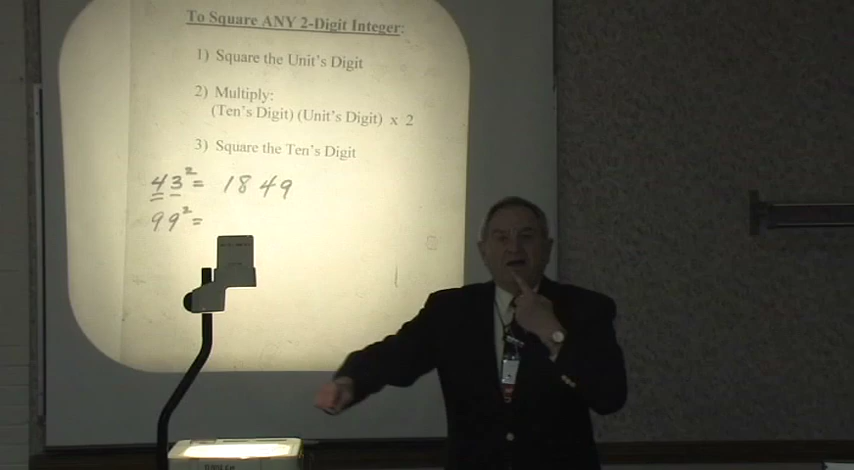 To Square ANY 2-Digit Integer:
1) Square the Unit's Digit
2) Multiply:
(Ten's Digit) (Unit's Digit) x 2
3) Square the Ten's Digit
43² = 1849
99² =